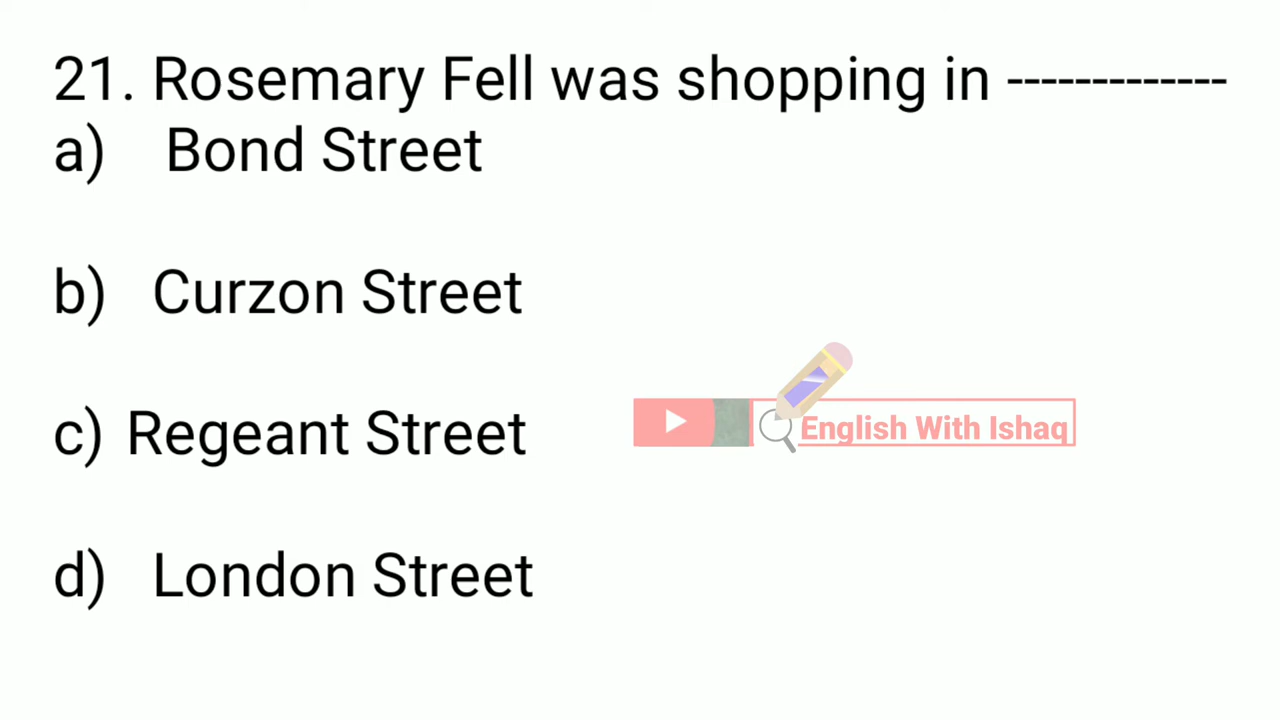 21. Rosemary Fell was shopping in -------------
a) Bond Street
b) Curzon Street
c) Regeant Street
English With Ishaq
d) London Street